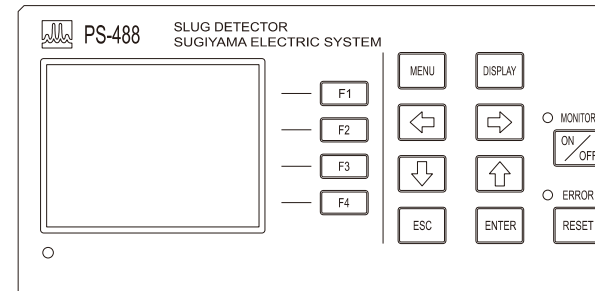 PS-488
SLUG DETECTOR
SUGIYAMA ELECTRIC SYSTEM
F1
F2
F3
F4
MENU
DISPLAY
ESC
ENTER
MONITOR
ON
OFF
ERROR
RESET